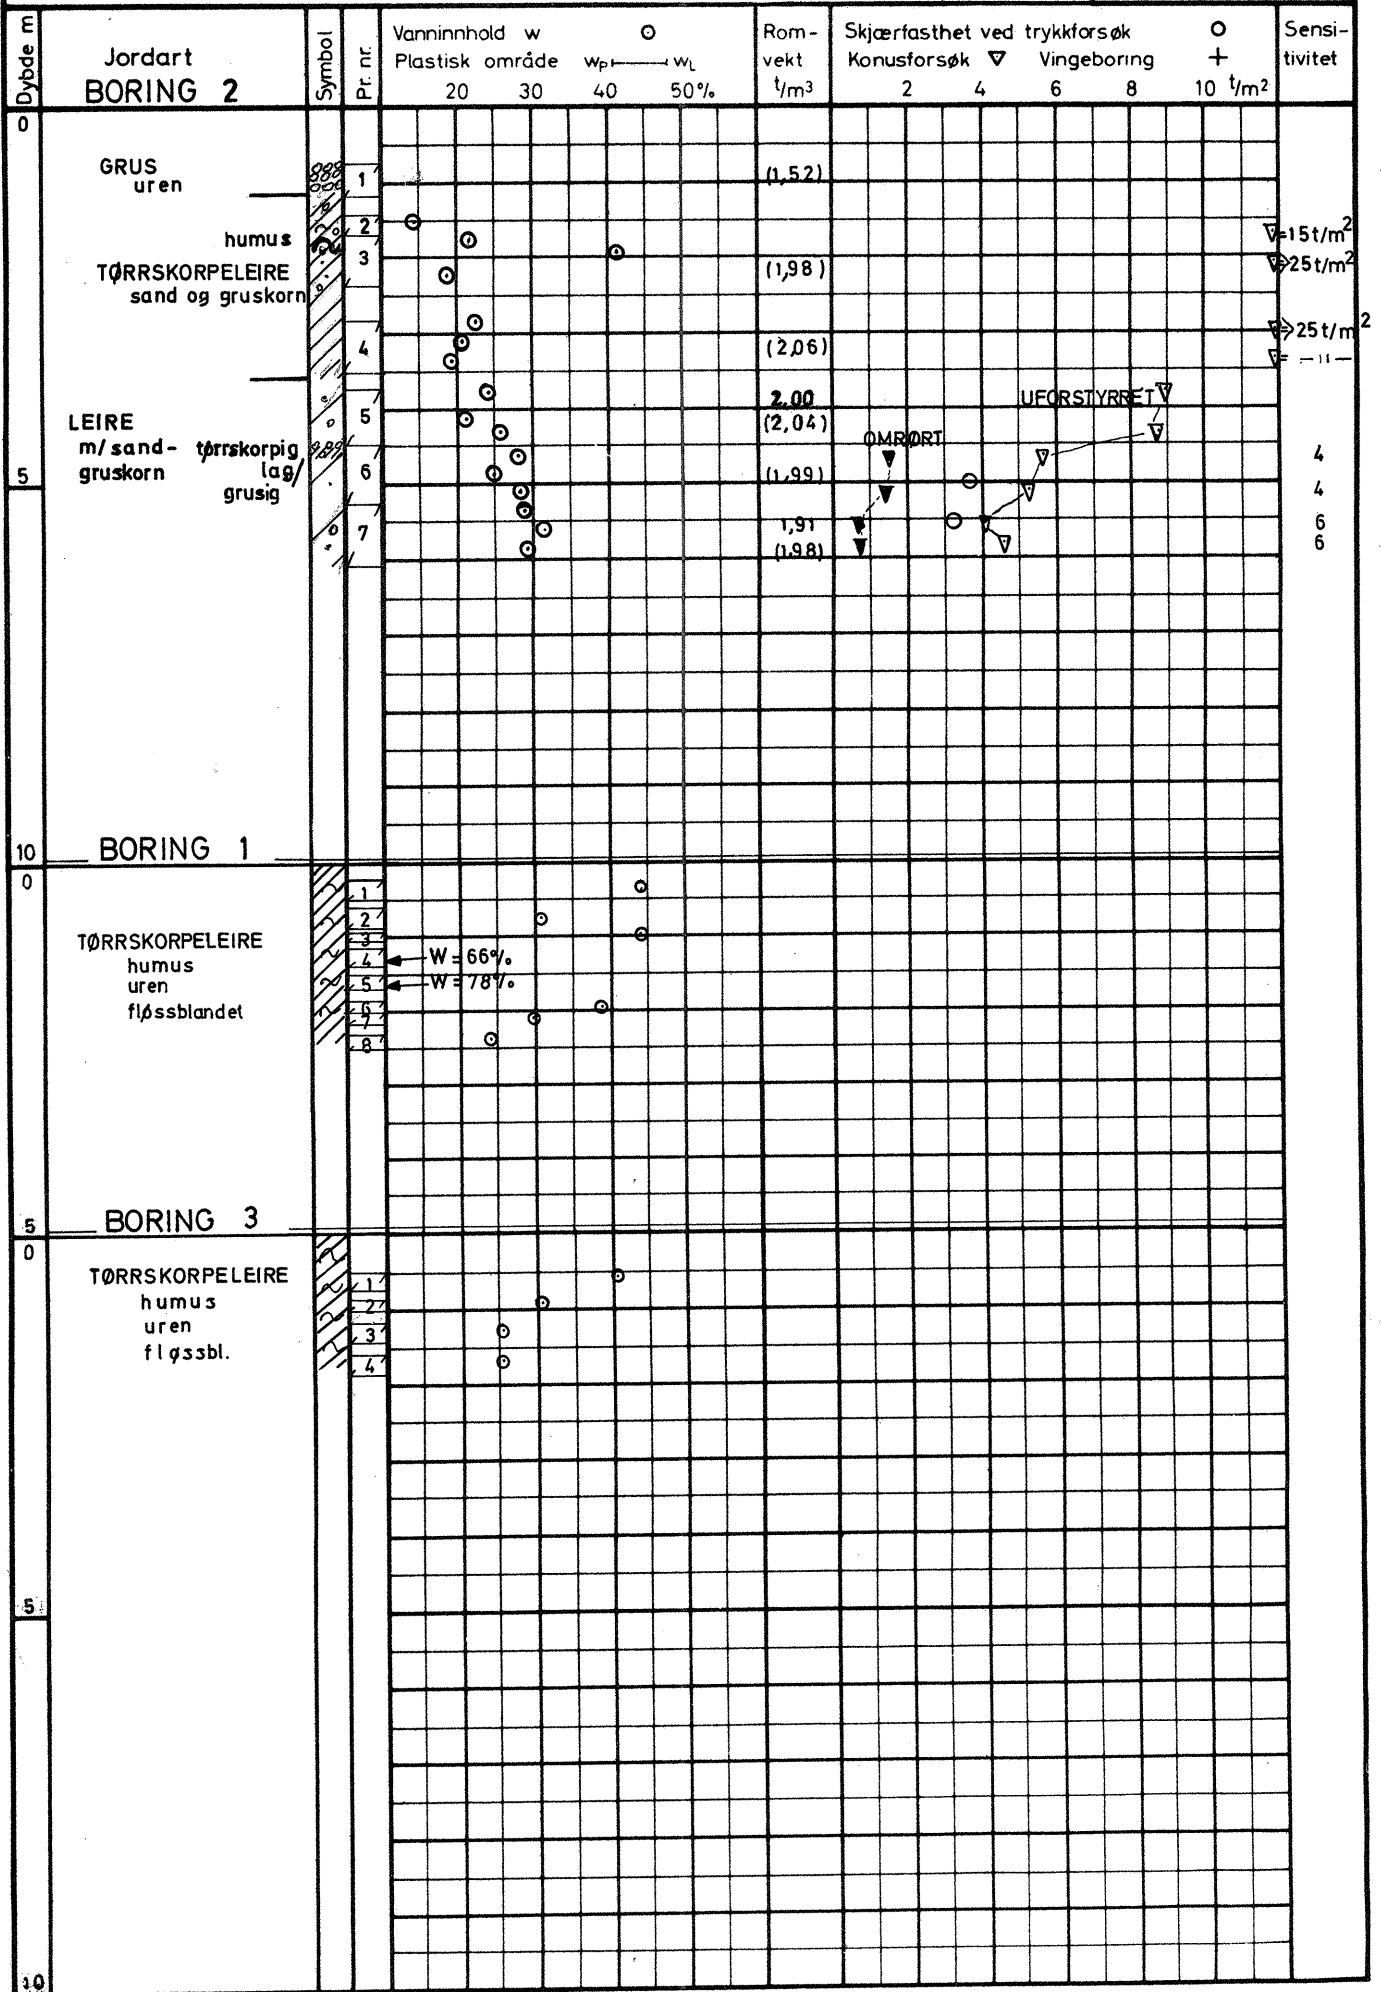 Dybde m
Jordart
BORING 2
Symbol
Pr. nr.
Vanninnhold w
Plastisk område wP wL
20 30 40 50%
Rom-
vekt
t/m3
Skjærfasthet ved trykkforsøk
Konusforsøk Vingeboring
2 4 6 8 10 t/m2
Sensi-
tivitet
0
GRUS
uren
1
(1,52)
2
humus
=15t/m2
3
TØRRSKORPELEIRE
sand og gruskorn
(1,98)
>25t/m2
=>25t/m2
4
(2,06)
= —"—
2,00
UFORSTYRRET
5
LEIRE
(2,04)
OMRØRT
m/sand- tørrskorpig
gruskorn lag/
grusig
4
5
6
(1,99)
4
7
1,91
6
(1,98)
6
10
BORING 1
0
1
2
TØRRSKORPELEIRE
humus
uren
fløssblandet
3
4
W = 66%
5
W = 78%
6
7
8
5
BORING 3
0
TØRRSKORPELEIRE
humus
uren
fløssbl.
1
2
3
4
5
10